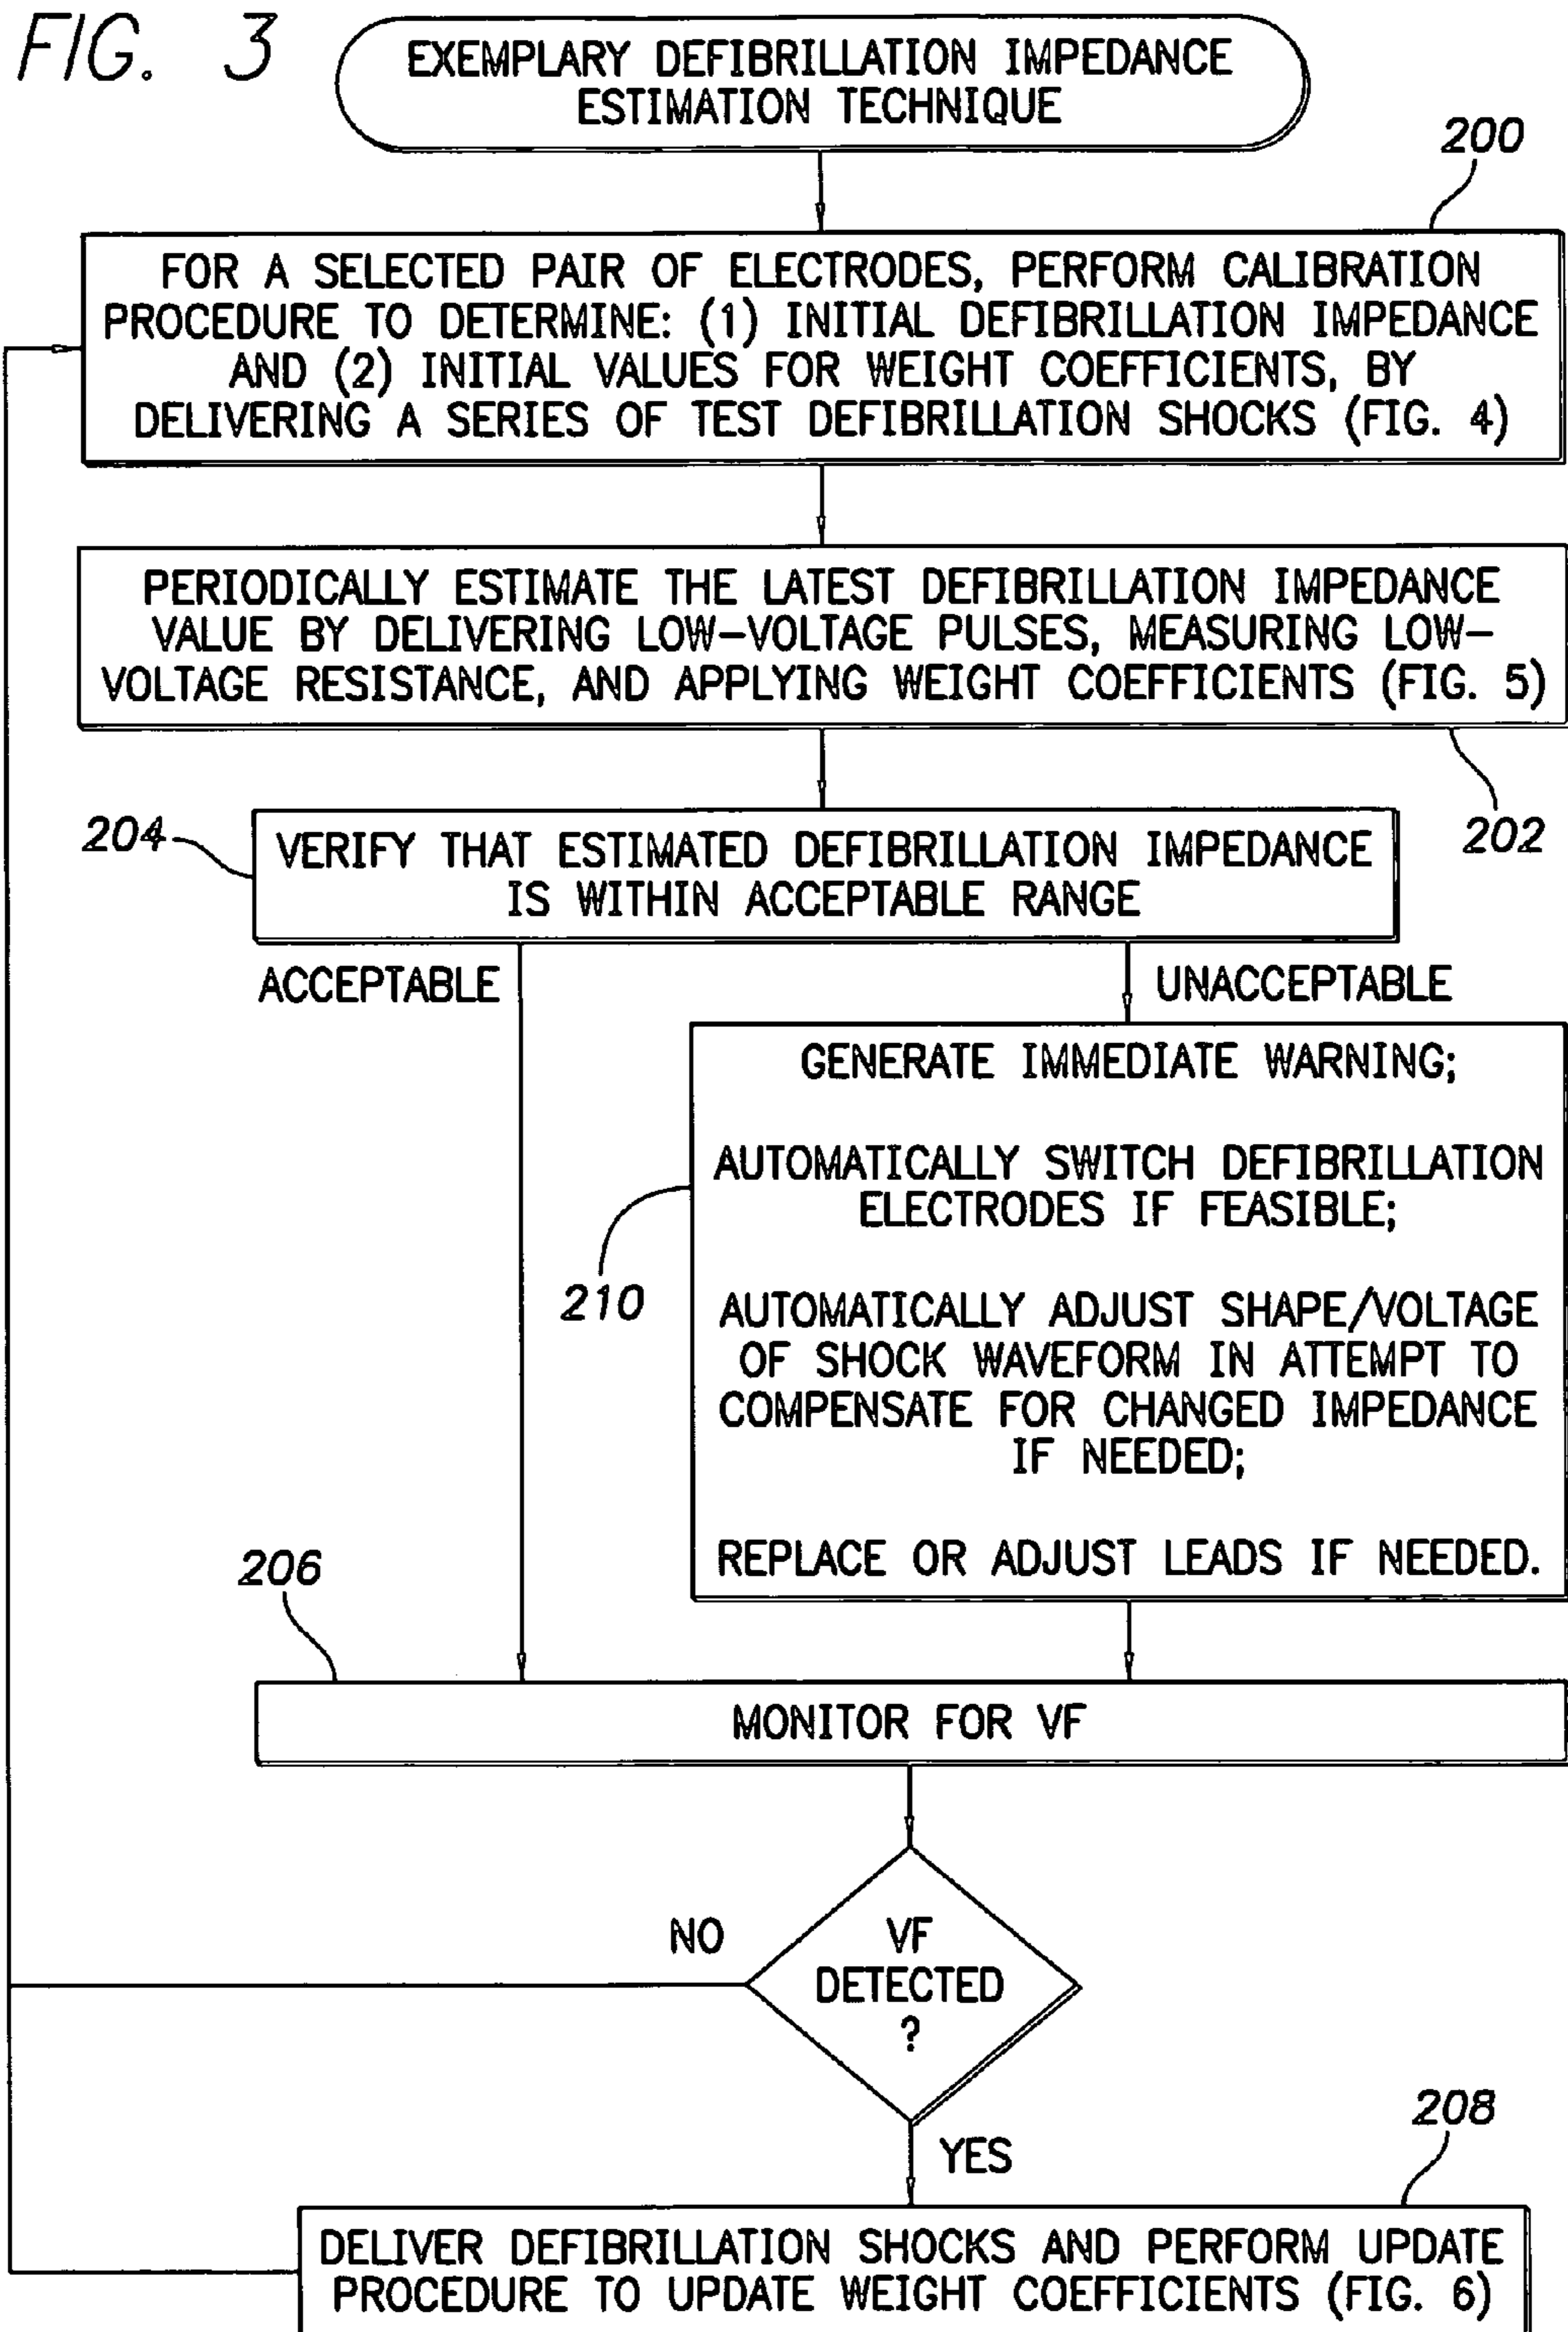 FIG. 3
EXEMPLARY DEFIBRILLATION IMPEDANCE
ESTIMATION TECHNIQUE
200
FOR A SELECTED PAIR OF ELECTRODES, PERFORM CALIBRATION
PROCEDURE TO DETERMINE: (1) INITIAL DEFIBRILLATION IMPEDANCE
AND (2) INITIAL VALUES FOR WEIGHT COEFFICIENTS, BY
DELIVERING A SERIES OF TEST DEFIBRILLATION SHOCKS (FIG. 4)
PERIODICALLY ESTIMATE THE LATEST DEFIBRILLATION IMPEDANCE
VALUE BY DELIVERING LOW-VOLTAGE PULSES, MEASURING LOW-
VOLTAGE RESISTANCE, AND APPLYING WEIGHT COEFFICIENTS (FIG. 5)
202
204
VERIFY THAT ESTIMATED DEFIBRILLATION IMPEDANCE
IS WITHIN ACCEPTABLE RANGE
ACCEPTABLE
UNACCEPTABLE
GENERATE IMMEDIATE WARNING;
AUTOMATICALLY SWITCH DEFIBRILLATION
ELECTRODES IF FEASIBLE;
210
AUTOMATICALLY ADJUST SHAPE/VOLTAGE
OF SHOCK WAVEFORM IN ATTEMPT TO
COMPENSATE FOR CHANGED IMPEDANCE
IF NEEDED;
REPLACE OR ADJUST LEADS IF NEEDED.
206
MONITOR FOR VF
NO
VF
DETECTED
?
YES
208
DELIVER DEFIBRILLATION SHOCKS AND PERFORM UPDATE
PROCEDURE TO UPDATE WEIGHT COEFFICIENTS (FIG. 6)